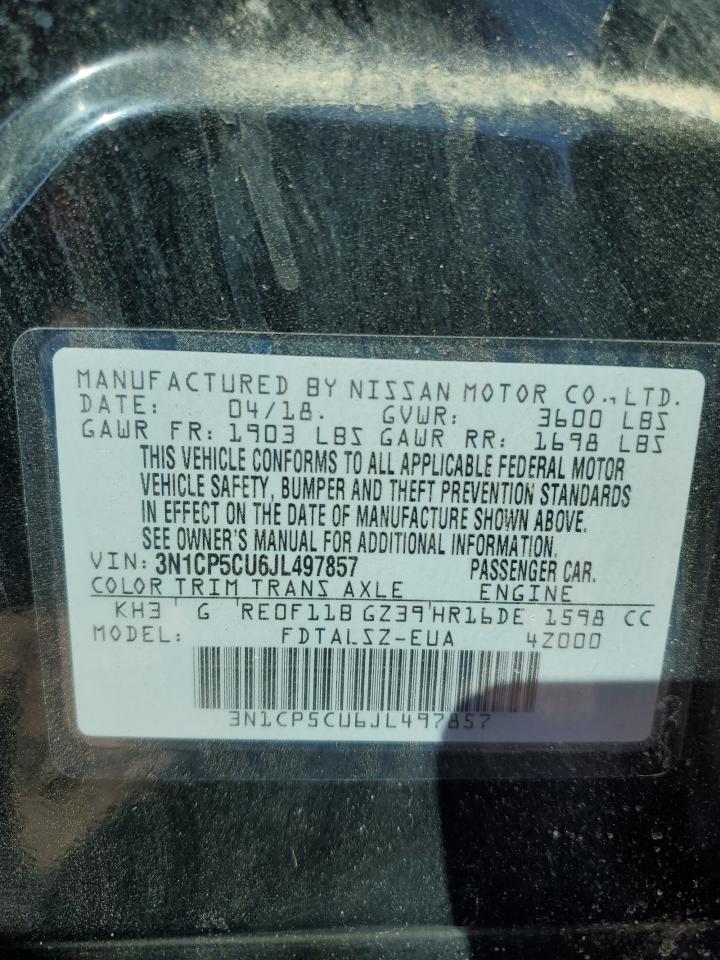 MANUFACTURED BY NISSAN MOTOR CO., LTD.
DATE: 04/18. GVWR: 3600 LBS
GAWR FR: 1903 LBS GAWR RR: 1698 LBS
THIS VEHICLE CONFORMS TO ALL APPLICABLE FEDERAL MOTOR
VEHICLE SAFETY, BUMPER AND THEFT PREVENTION STANDARDS
IN EFFECT ON THE DATE OF MANUFACTURE SHOWN ABOVE.
SEE OWNER'S MANUAL FOR ADDITIONAL INFORMATION.
VIN: 3N1CP5CU6JL497857 PASSENGER CAR.
COLOR TRIM TRANS AXLE ENGINE
KH3 G RE0F11B GZ39 HR16DE 1598 CC
MODEL: FDTALSZ-EUA 4Z000
3N1CP5CU6JL497857